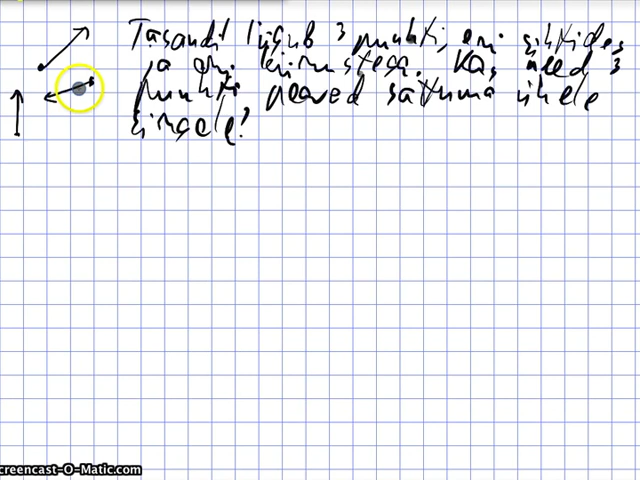 Tasandil liigub 3 punkti, eri sihtides
ja eri kiirustega. Kas need 3
punkti peavad sattuma ühele
sirgele?
creencast-O-Matic.com